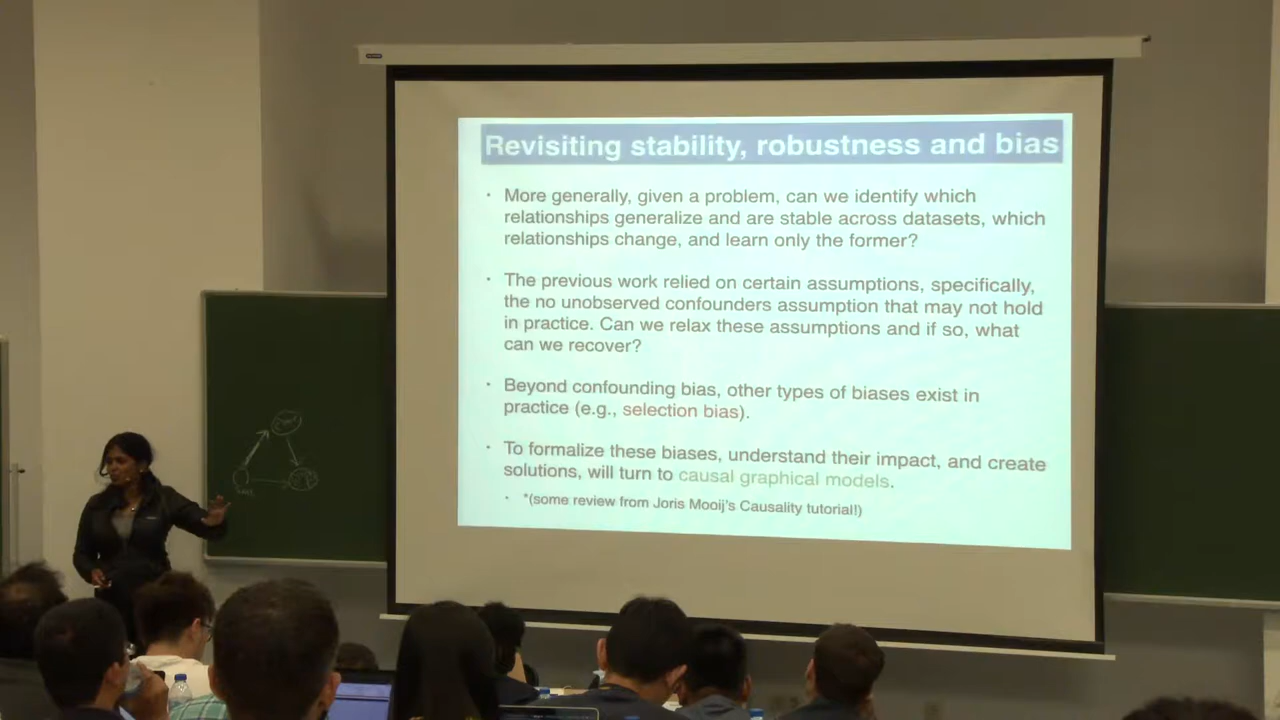 Revisiting stability, robustness and bias
· More generally, given a problem, can we identify which
relationships generalize and are stable across datasets, which
relationships change, and learn only the former?
· The previous work relied on certain assumptions, specifically,
the no unobserved confounders assumption that may not hold
in practice. Can we relax these assumptions and if so, what
can we recover?
· Beyond confounding bias, other types of biases exist in
practice (e.g., selection bias).
· To formalize these biases, understand their impact, and create
solutions, will turn to causal graphical models.
· *(some review from Joris Mooij's Causality tutorial!)